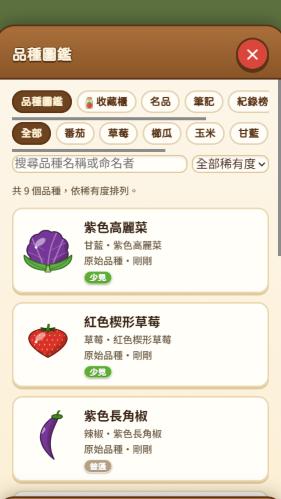 品種圖鑑
品種圖鑑 收藏櫃 名品 筆記 紀錄榜
全部 番茄 草莓 櫛瓜 玉米 甘藍
搜尋品種名稱或命名者 全部稀有度
共 9 個品種，依稀有度排列。
紫色高麗菜
甘藍・紫色高麗菜
原始品種・剛剛
少見
紅色楔形草莓
草莓・紅色楔形草莓
原始品種・剛剛
少見
紫色長角椒
辣椒・紫色長角椒
原始品種・剛剛
普通